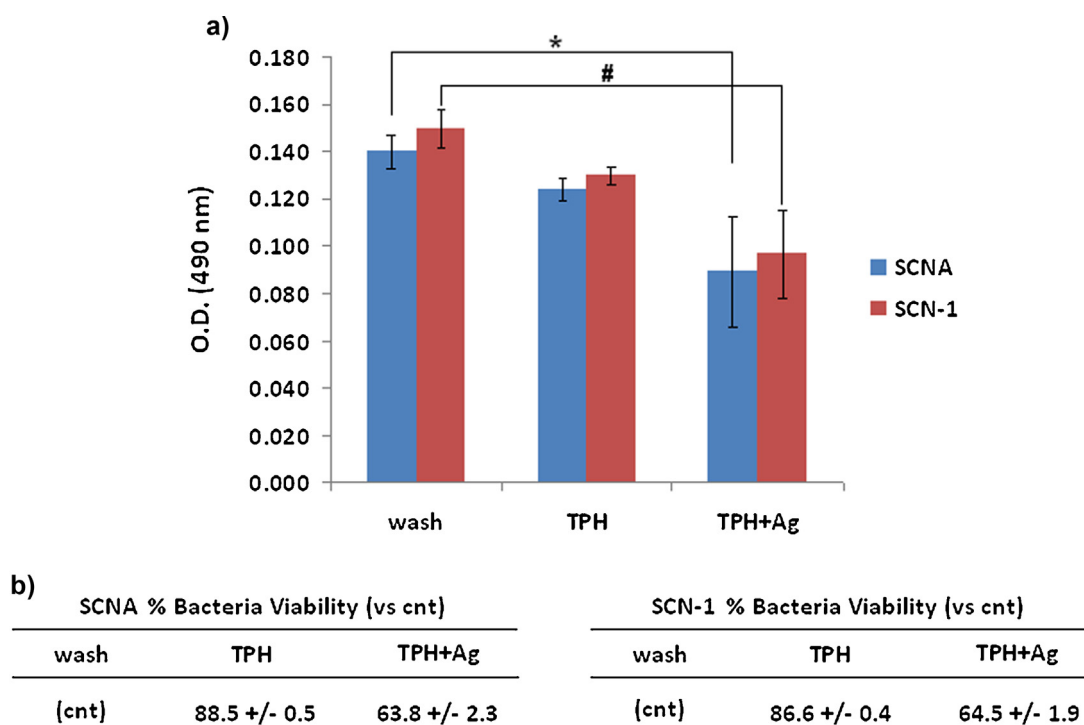 a)
*
#
0.180
0.160
0.140
0.120
0.100
0.080
0.060
0.040
0.020
0.000
O.D. (490 nm)
SCNA
SCN-1
wash TPH TPH+Ag
b)
SCNA % Bacteria Viability (vs cnt)
wash TPH TPH+Ag
(cnt) 88.5 +/- 0.5 63.8 +/- 2.3
SCN-1 % Bacteria Viability (vs cnt)
wash TPH TPH+Ag
(cnt) 86.6 +/- 0.4 64.5 +/- 1.9